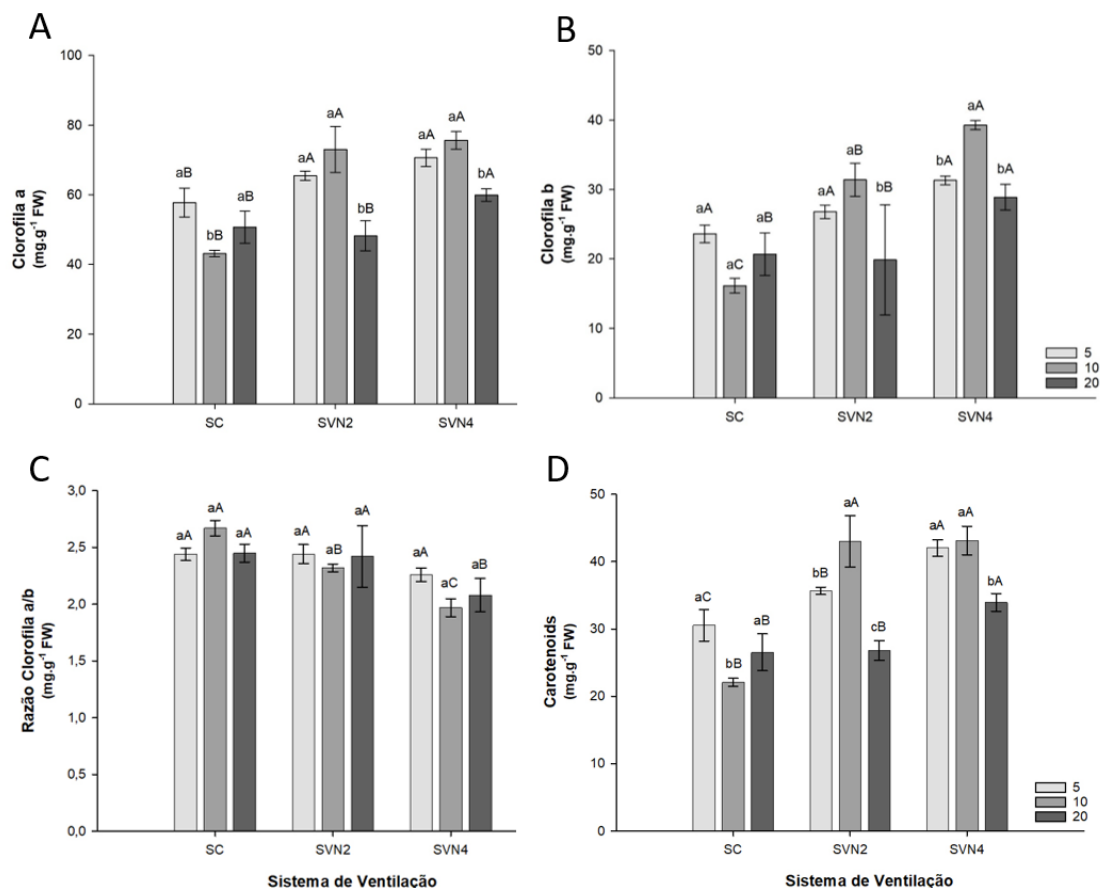 A
100
80
60
40
20
0
Clorofila a
(mg.g⁻¹ FW)
aB
bB
aB
aA
aA
bB
aA
aA
bA
SC
SVN2
SVN4
B
50
40
30
20
10
0
Clorofila b
(mg.g⁻¹ FW)
aA
aC
aB
aA
aB
bB
bA
aA
bA
5
10
20
SC
SVN2
SVN4
C
3,0
2,5
2,0
1,5
1,0
0,5
0,0
Razão Clorofila a/b
(mg.g⁻¹ FW)
aA
aA
aA
aA
aB
aA
aA
aC
aB
SC
SVN2
SVN4
Sistema de Ventilação
D
50
40
30
20
10
0
Carotenoids
(mg.g⁻¹ FW)
aC
bB
aB
bB
aA
cB
aA
aA
bA
5
10
20
SC
SVN2
SVN4
Sistema de Ventilação